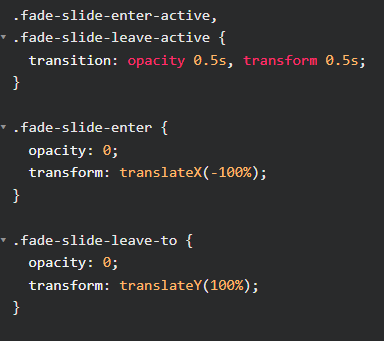 .fade-slide-enter-active,
.fade-slide-leave-active {
  transition: opacity 0.5s, transform 0.5s;
}

.fade-slide-enter {
  opacity: 0;
  transform: translateX(-100%);
}

.fade-slide-leave-to {
  opacity: 0;
  transform: translateY(100%);
}